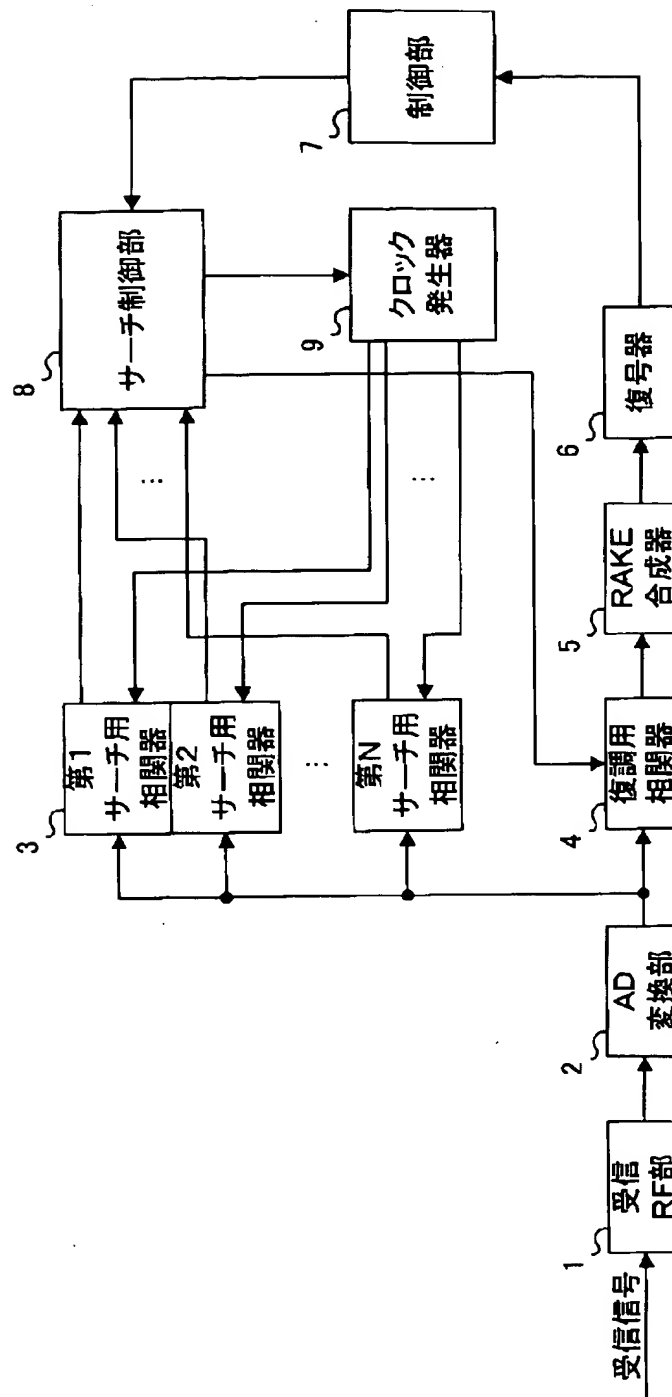 受信信号
1
受信
RF部
2
AD
変換部
3
第1
サーチ用
相関器
第2
サーチ用
相関器
⋮
第N
サーチ用
相関器
4
復調用
相関器
5
RAKE
合成器
6
復号器
7
制御部
8
サーチ制御部
9
クロック
発生器
⋮
⋮